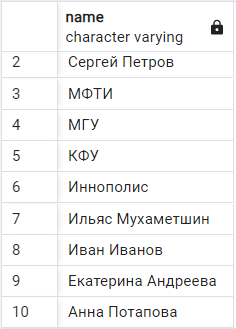 name
character varying
2 Сергей Петров
3 МФТИ
4 МГУ
5 КФУ
6 Иннополис
7 Ильяс Мухаметшин
8 Иван Иванов
9 Екатерина Андреева
10 Анна Потапова